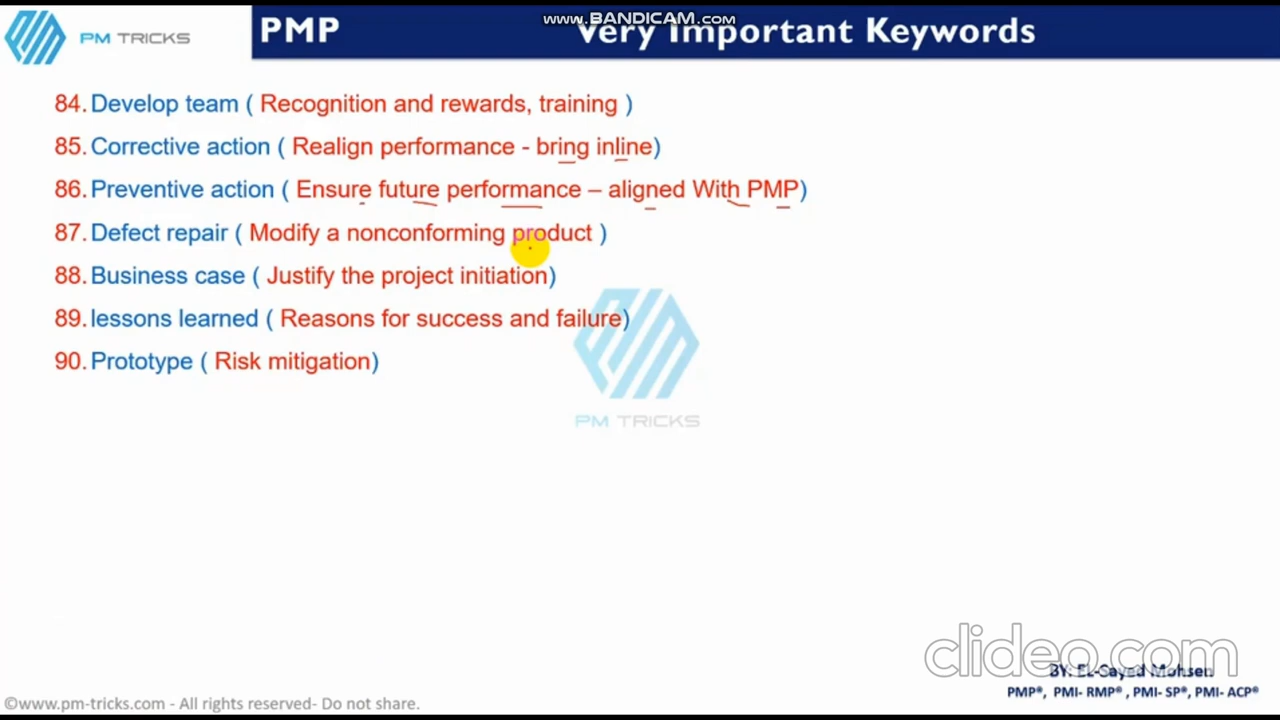 www.BANDICAM.com
PM TRICKS
PMP
Very Important Keywords
84. Develop team ( Recognition and rewards, training )
85. Corrective action ( Realign performance - bring inline)
86. Preventive action ( Ensure future performance – aligned With PMP)
87. Defect repair ( Modify a nonconforming product )
88. Business case ( Justify the project initiation)
89. lessons learned ( Reasons for success and failure)
90. Prototype ( Risk mitigation)
PM TRICKS
clideo.com
BY: EL-Sayed Mohsen
PMP®, PMI- RMP® , PMI- SP®, PMI- ACP®
©www.pm-tricks.com - All rights reserved- Do not share.